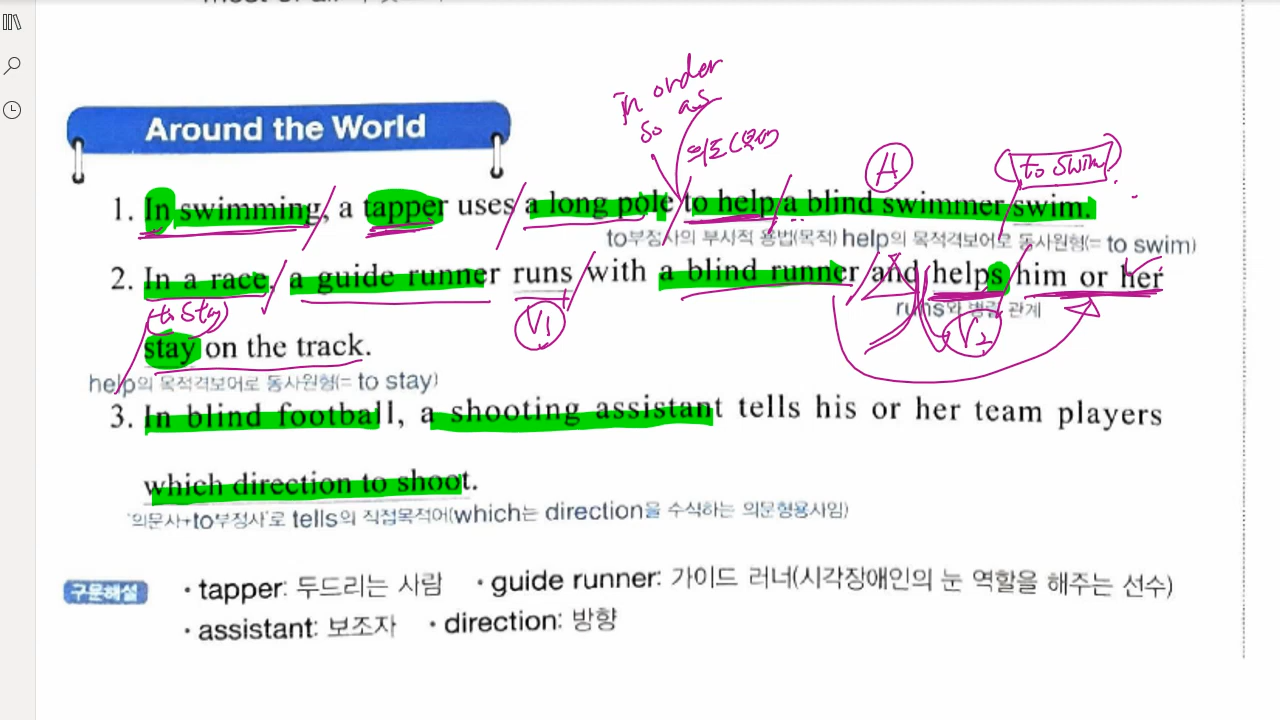 in order
so as
의도(목적)
Around the World
A
(to swim)
1. In swimming, a tapper uses a long pole to help a blind swimmer swim.
to부정사의 부사적 용법(목적) help의 목적격보어로 동사원형(= to swim)
2. In a race, a guide runner runs with a blind runner and helps him or her
runs와 병렬 관계
(to stay)
V1
V2
stay on the track.
help의 목적격보어로 동사원형(= to stay)
3. In blind football, a shooting assistant tells his or her team players
which direction to shoot.
'의문사+to부정사'로 tells의 직접목적어(which는 direction을 수식하는 의문형용사임)
구문해설
• tapper: 두드리는 사람 • guide runner: 가이드 러너(시각장애인의 눈 역할을 해주는 선수)
• assistant: 보조자 • direction: 방향